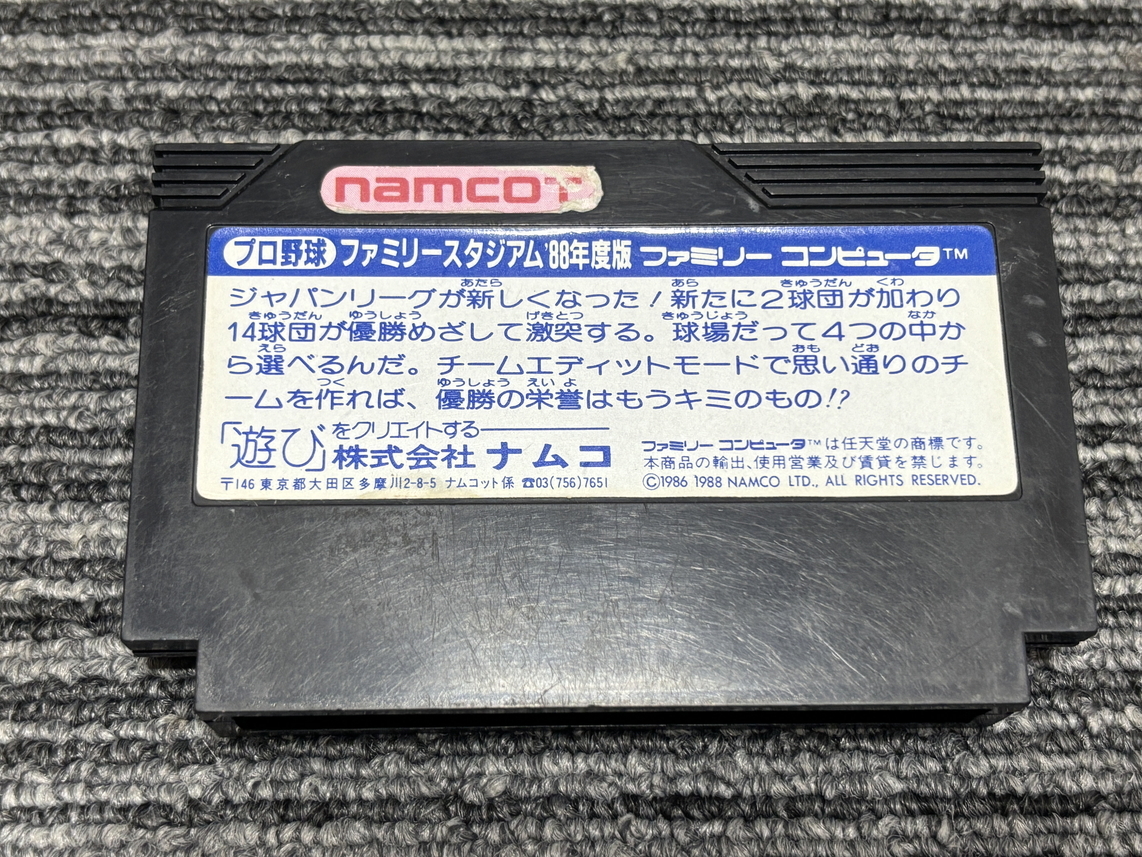 namcot
プロ野球 ファミリースタジアム'88年度版 ファミリー コンピュータ™
ジャパンリーグが新しくなった！新たに2球団が加わり
14球団が優勝めざして激突する。球場だって4つの中か
ら選べるんだ。チームエディットモードで思い通りのチ
ームを作れば、優勝の栄誉はもうキミのもの!?
「遊び」をクリエイトする
株式会社 ナムコ
〒146 東京都大田区多摩川2-8-5 ナムコット係 ☎03(756)7651
ファミリー コンピュータ™は任天堂の商標です。
本商品の輸出、使用営業及び賃貸を禁じます。
©1986 1988 NAMCO LTD., ALL RIGHTS RESERVED.